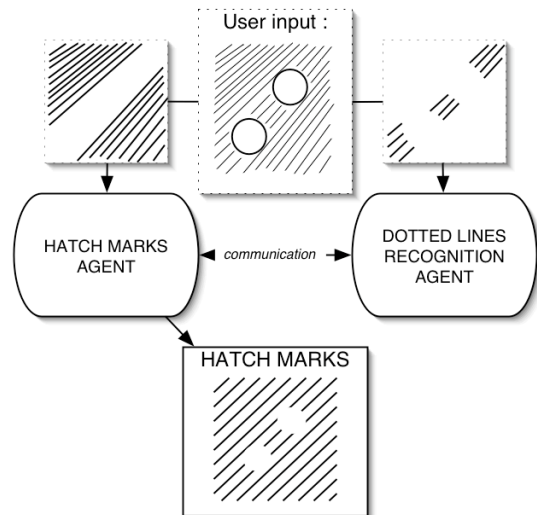 User input :
HATCH MARKS
AGENT
communication
DOTTED LINES
RECOGNITION
AGENT
HATCH MARKS